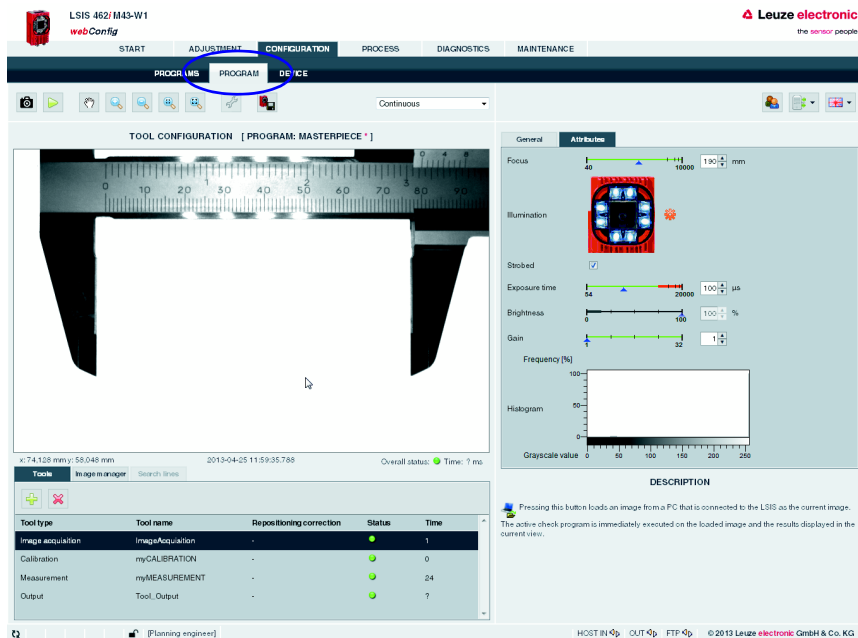 LSIS 462i M43-W1
webConfig
Leuze electronic
the sensor people
START ADJUSTMENT CONFIGURATION PROCESS DIAGNOSTICS MAINTENANCE
PROGRAMS PROGRAM DEVICE
Continuous
TOOL CONFIGURATION [ PROGRAM: MASTERPIECE * ]
0 4 8
0 1 2 3
0 10 20 30 40 50 60 70 80 90
x: 74,128 mm y: 58,048 mm 2013-04-25 11:59:35.788 Overall status: Time: ? ms
Tools Image manager Search lines
Tool type Tool name Repositioning correction Status Time
Image acquisition ImageAcquisition - 1
Calibration myCALIBRATION - 0
Measurement myMEASUREMENT - 24
Output Tool_Output - ?
General Attributes
Focus 40 10000 190 mm
Illumination
Strobed
Exposure time 54 20000 100 µs
Brightness 0 100 100 %
Gain 1 32 1
Frequency [%]
100
50
0
Histogram
Grayscale value 0 50 100 150 200 250
DESCRIPTION
Pressing this button loads an image from a PC that is connected to the LSIS as the current image.
The active check program is immediately executed on the loaded image and the results displayed in the
current view.
[Planning engineer] HOST IN OUT FTP © 2013 Leuze electronic GmbH & Co. KG